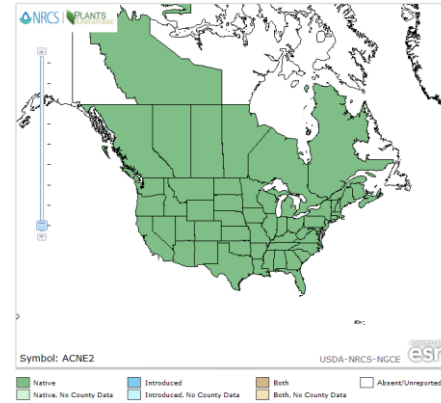 NRCS PLANTS
Symbol: ACNE2
USDA-NRCS-NGCE
esri
Native
Introduced
Both
Absent/Unreported
Native, No County Data
Introduced, No County Data
Both, No County Data